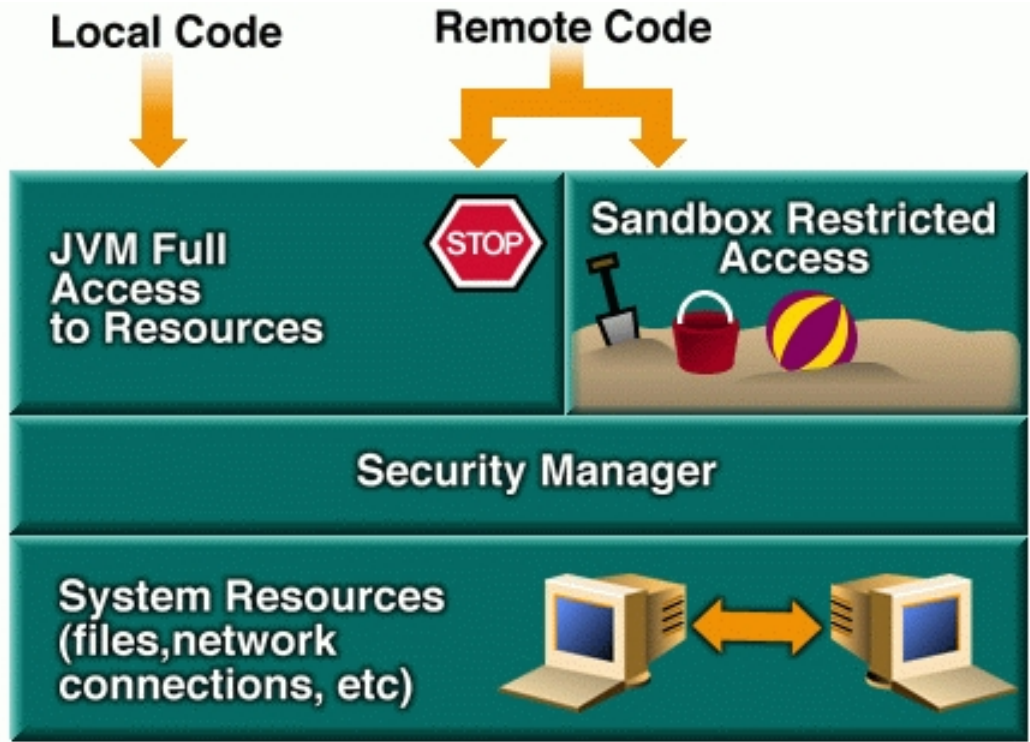 Local Code
Remote Code
JVM Full
Access
to Resources
STOP
Sandbox Restricted
Access
Security Manager
System Resources
(files,network
connections, etc)